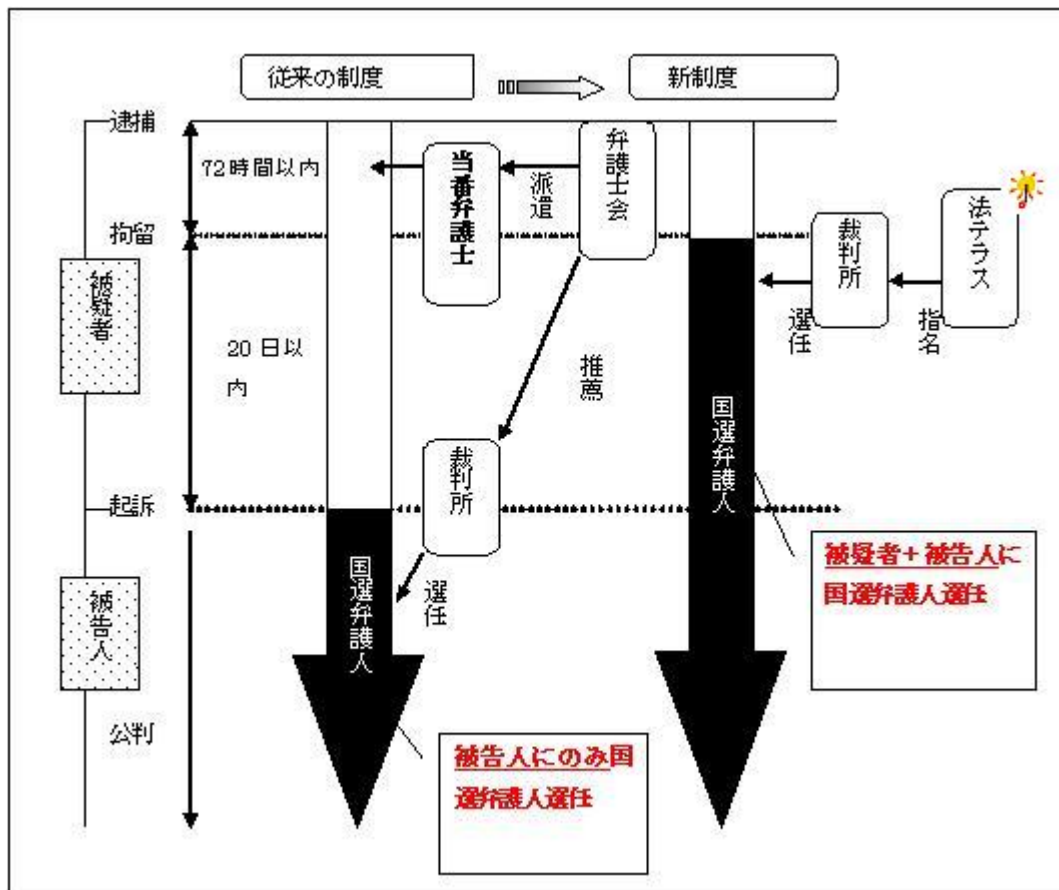 従来の制度
新制度
逮捕
72時間以内
当番弁護士
派遣
弁護士会
拘留
裁判所
法テラス
選任
指名
被疑者
20日以
内
推薦
国選弁護人
裁判所
起訴
被疑者+被告人に
国選弁護人選任
国選弁護人
選任
被告人
公判
被告人にのみ国
選弁護人選任